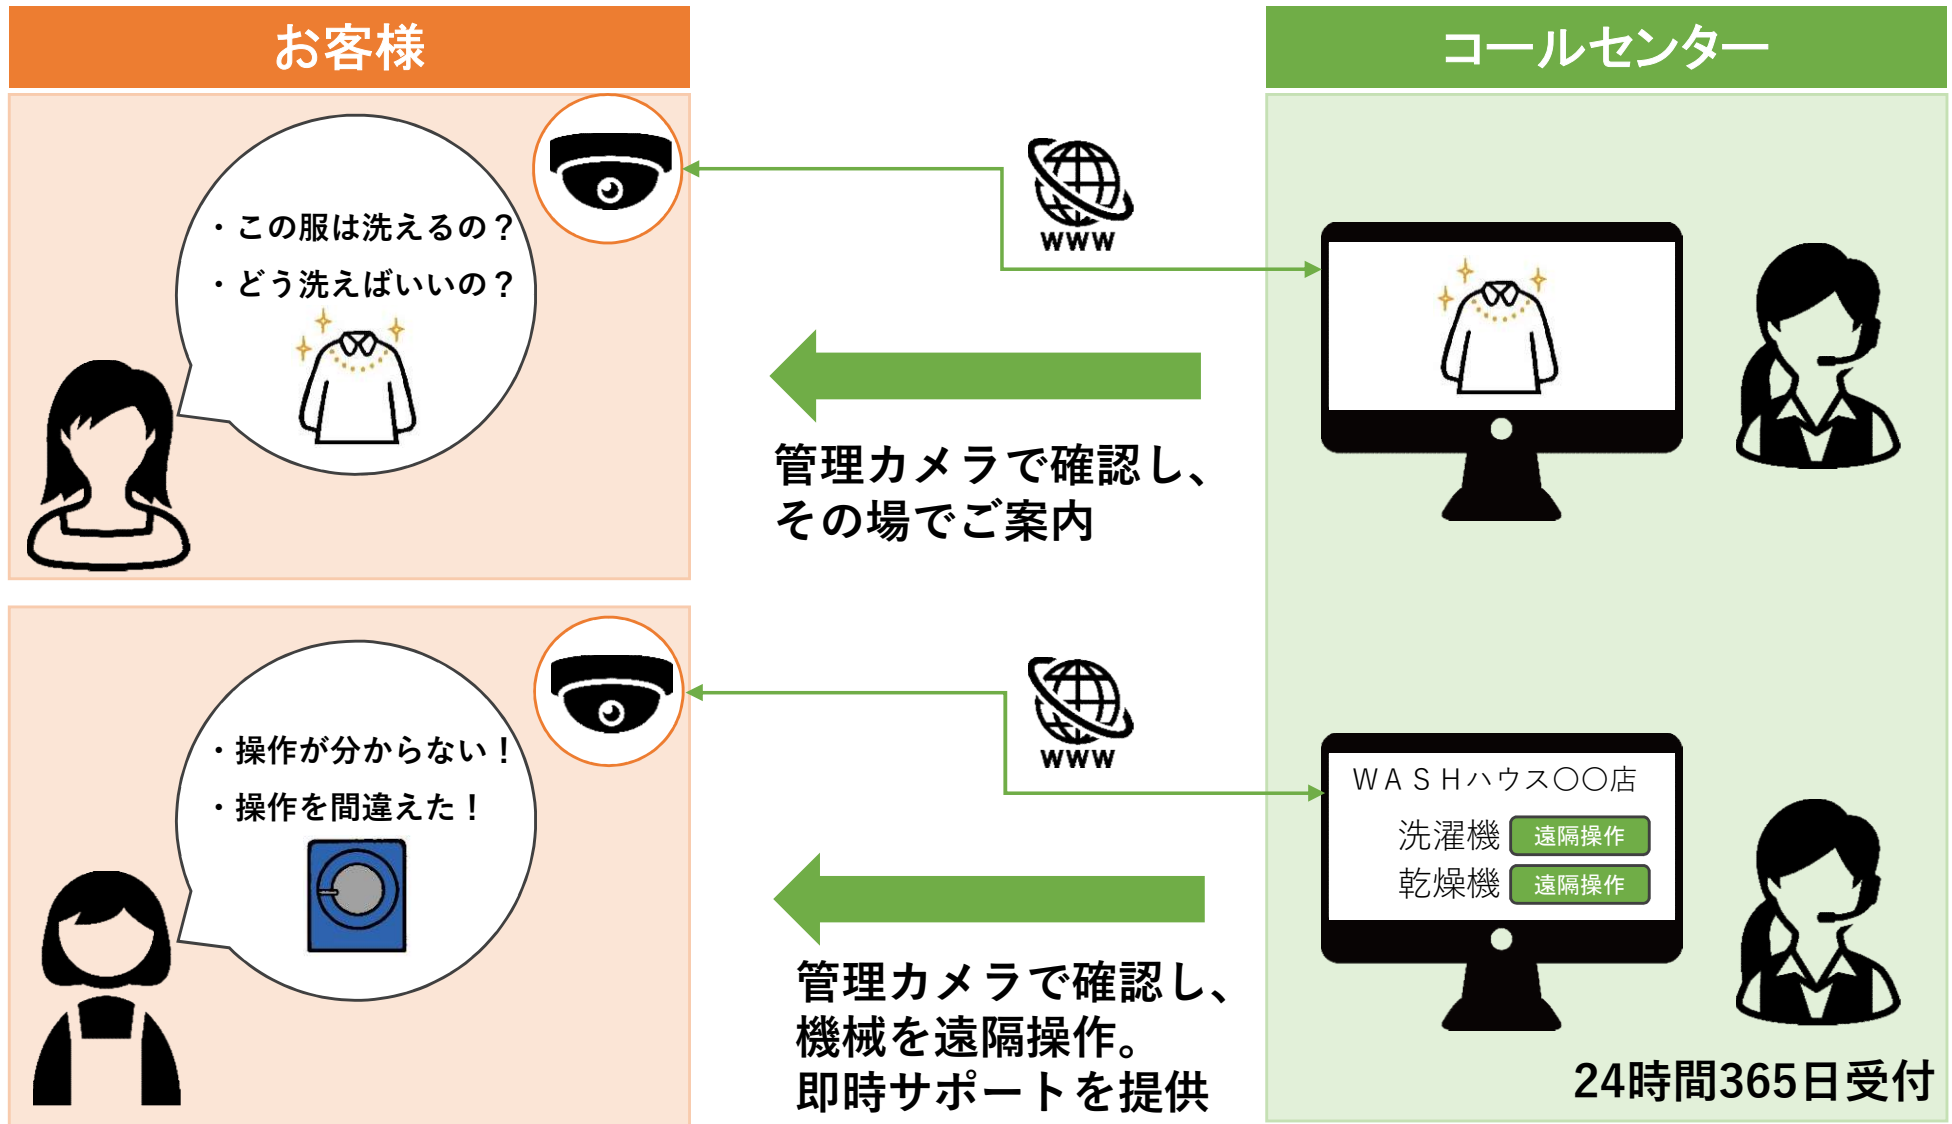 お客様
コールセンター
・この服は洗えるの？
・どう洗えばいいの？
WWW
管理カメラで確認し、
その場でご案内
・操作が分からない！
・操作を間違えた！
WWW
ＷＡＳＨハウス〇〇店
洗濯機 遠隔操作
乾燥機 遠隔操作
管理カメラで確認し、
機械を遠隔操作。
即時サポートを提供
24時間365日受付